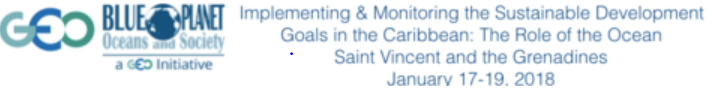 GEO
BLUE PLANET
Oceans and Society
a GEO Initiative
Implementing & Monitoring the Sustainable Development
Goals in the Caribbean: The Role of the Ocean
Saint Vincent and the Grenadines
January 17-19, 2018